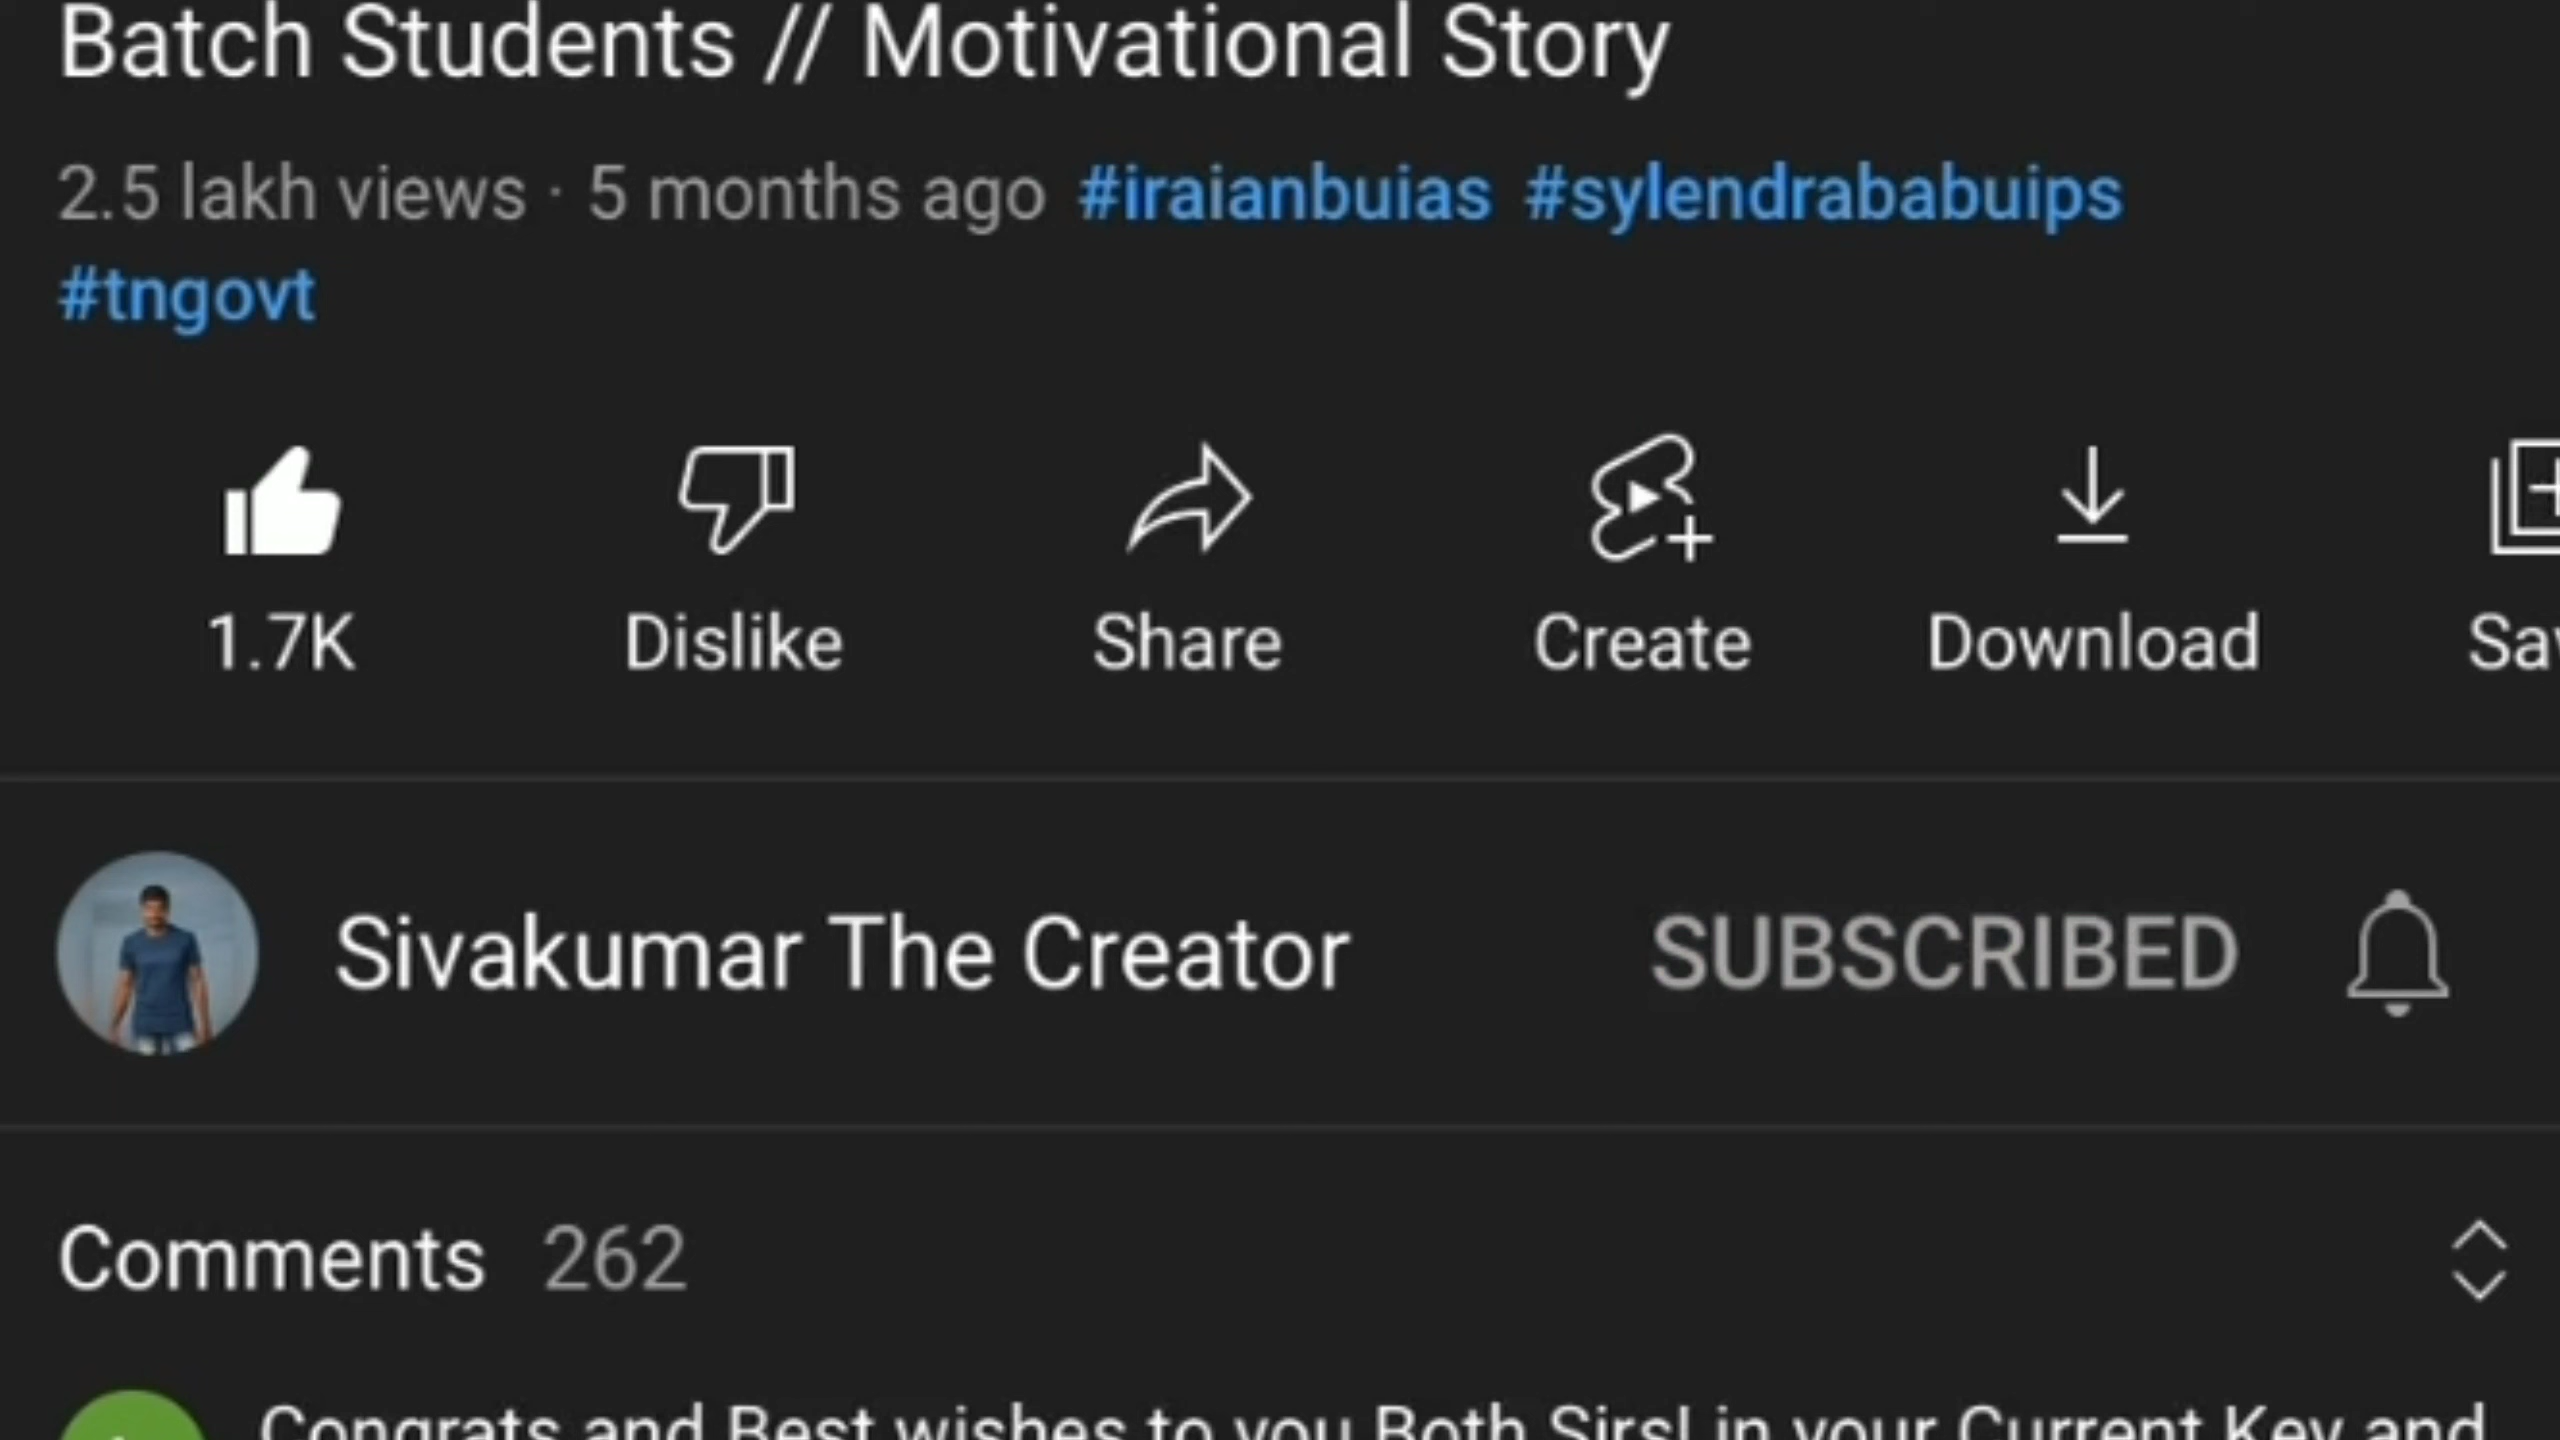 Batch Students // Motivational Story
2.5 lakh views · 5 months ago #iraianbuias #sylendrababuips
#tngovt
1.7K Dislike Share Create Download Sav
Sivakumar The Creator SUBSCRIBED
Comments 262
Congrats and Best wishes to you Both Sirs! in your Current Key and